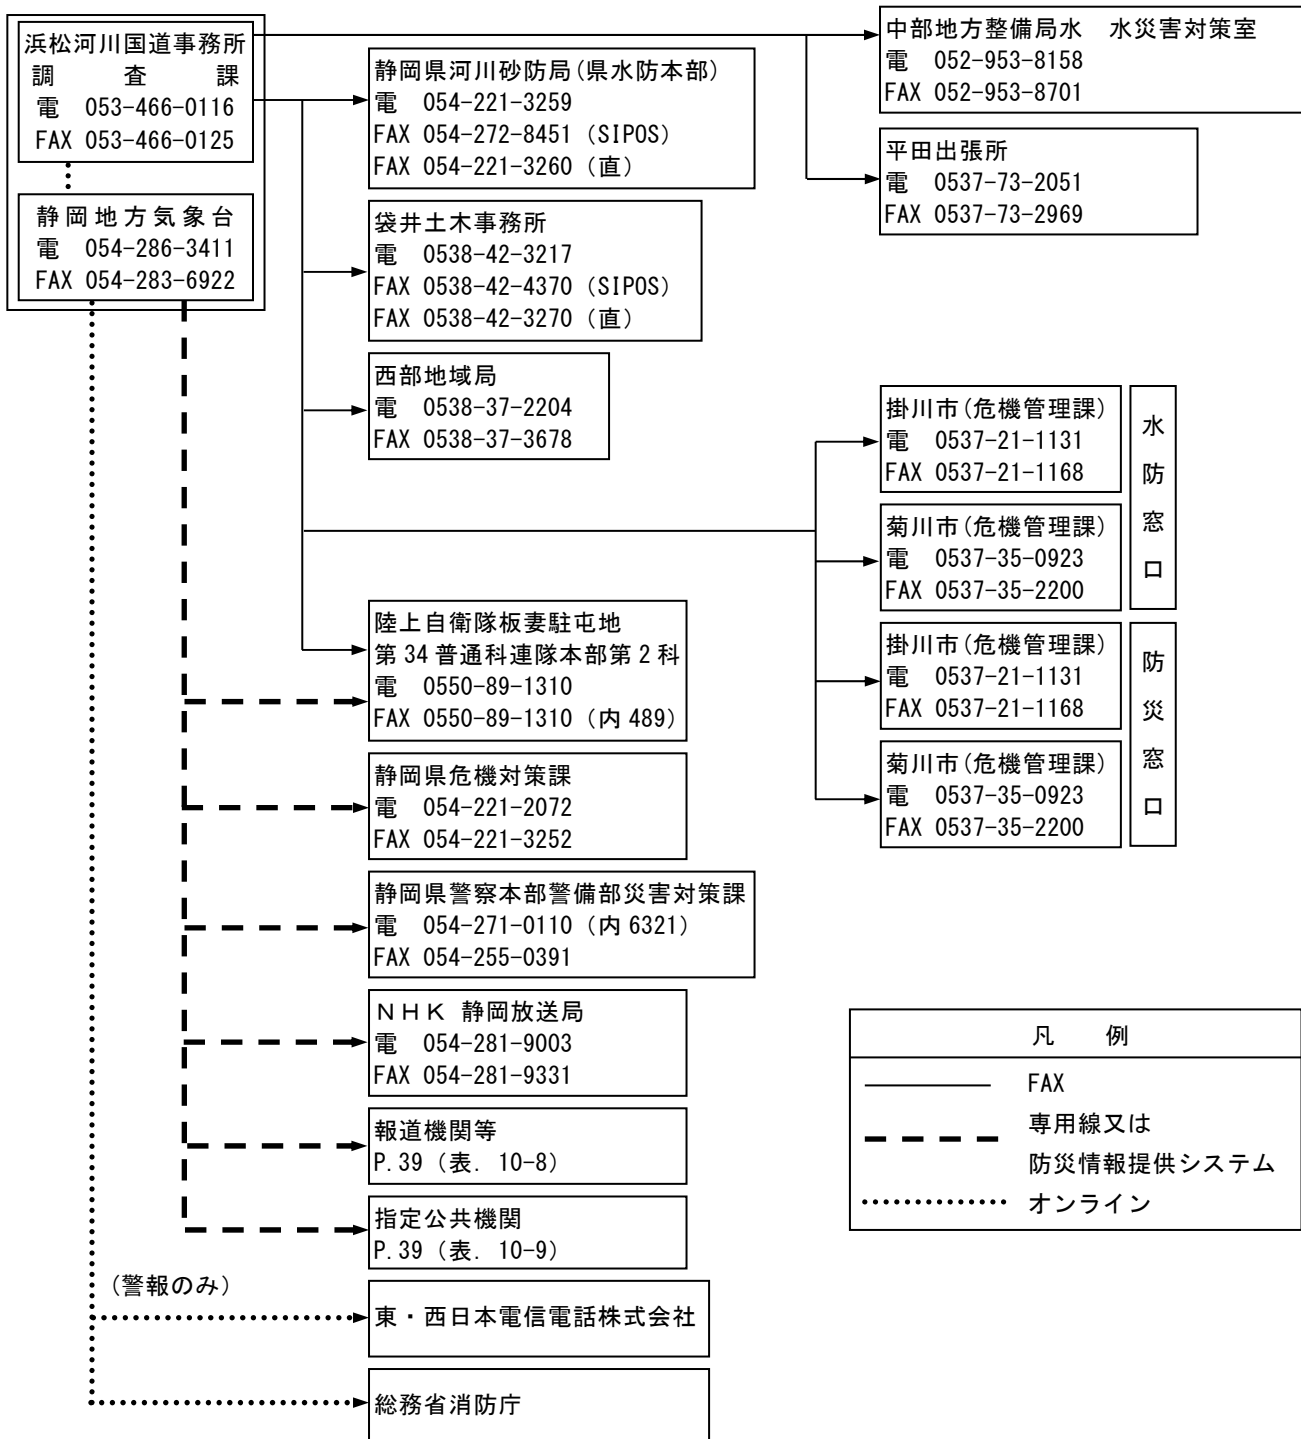 浜松河川国道事務所
調　査　課
電　053-466-0116
FAX 053-466-0125
静岡地方気象台
電　054-286-3411
FAX 054-283-6922
静岡県河川砂防局(県水防本部)
電　054-221-3259
FAX 054-272-8451 (SIPOS)
FAX 054-221-3260（直）
袋井土木事務所
電　0538-42-3217
FAX 0538-42-4370 (SIPOS)
FAX 0538-42-3270（直）
西部地域局
電　0538-37-2204
FAX 0538-37-3678
陸上自衛隊板妻駐屯地
第34普通科連隊本部第2科
電　0550-89-1310
FAX 0550-89-1310（内489）
静岡県危機対策課
電　054-221-2072
FAX 054-221-3252
静岡県警察本部警備部災害対策課
電　054-271-0110（内6321）
FAX 054-255-0391
ＮＨＫ 静岡放送局
電　054-281-9003
FAX 054-281-9331
報道機関等
P.39（表. 10-8）
指定公共機関
P.39（表. 10-9）
（警報のみ）
東・西日本電信電話株式会社
総務省消防庁
中部地方整備局水　水災害対策室
電　052-953-8158
FAX 052-953-8701
平田出張所
電　0537-73-2051
FAX 0537-73-2969
掛川市(危機管理課)
電　0537-21-1131
FAX 0537-21-1168
菊川市(危機管理課)
電　0537-35-0923
FAX 0537-35-2200
水防窓口
掛川市(危機管理課)
電　0537-21-1131
FAX 0537-21-1168
菊川市(危機管理課)
電　0537-35-0923
FAX 0537-35-2200
防災窓口
凡　例
FAX
専用線又は
防災情報提供システム
オンライン